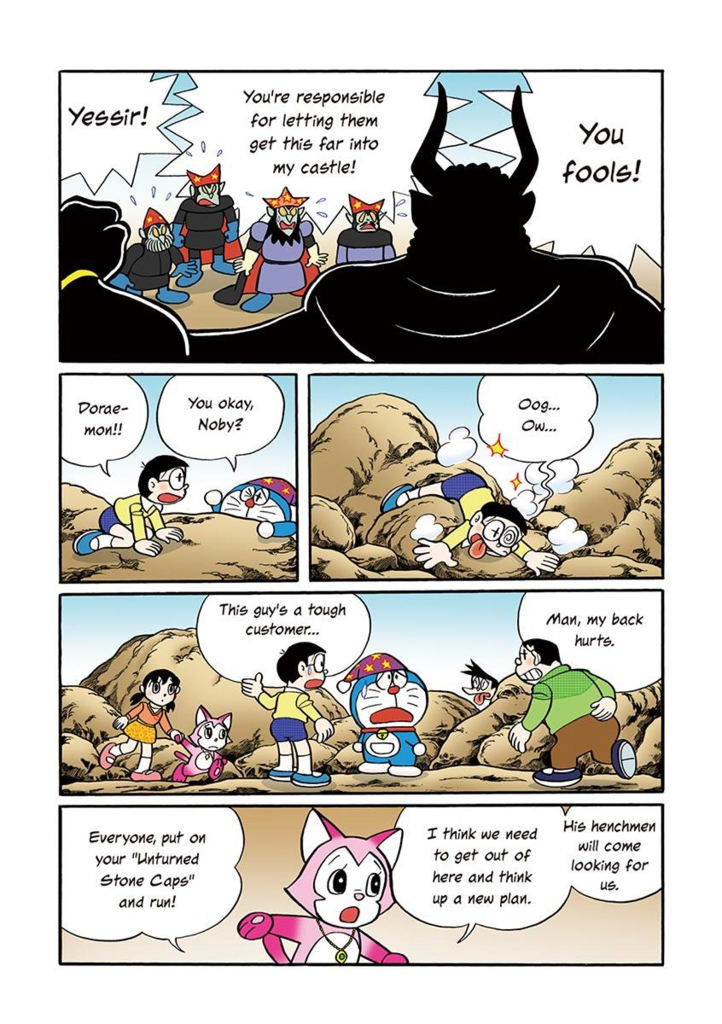 You
fools!
You're responsible
for letting them
get this far into
my castle!
Yessir!
Oog...
Ow...
You okay,
Noby?
Dorae-
mon!!
Man, my back
hurts.
This guy's a tough
customer...
His henchmen
will come
looking for
us.
I think we need
to get out of
here and think
up a new plan.
Everyone, put on
your "Unturned
Stone Caps"
and run!